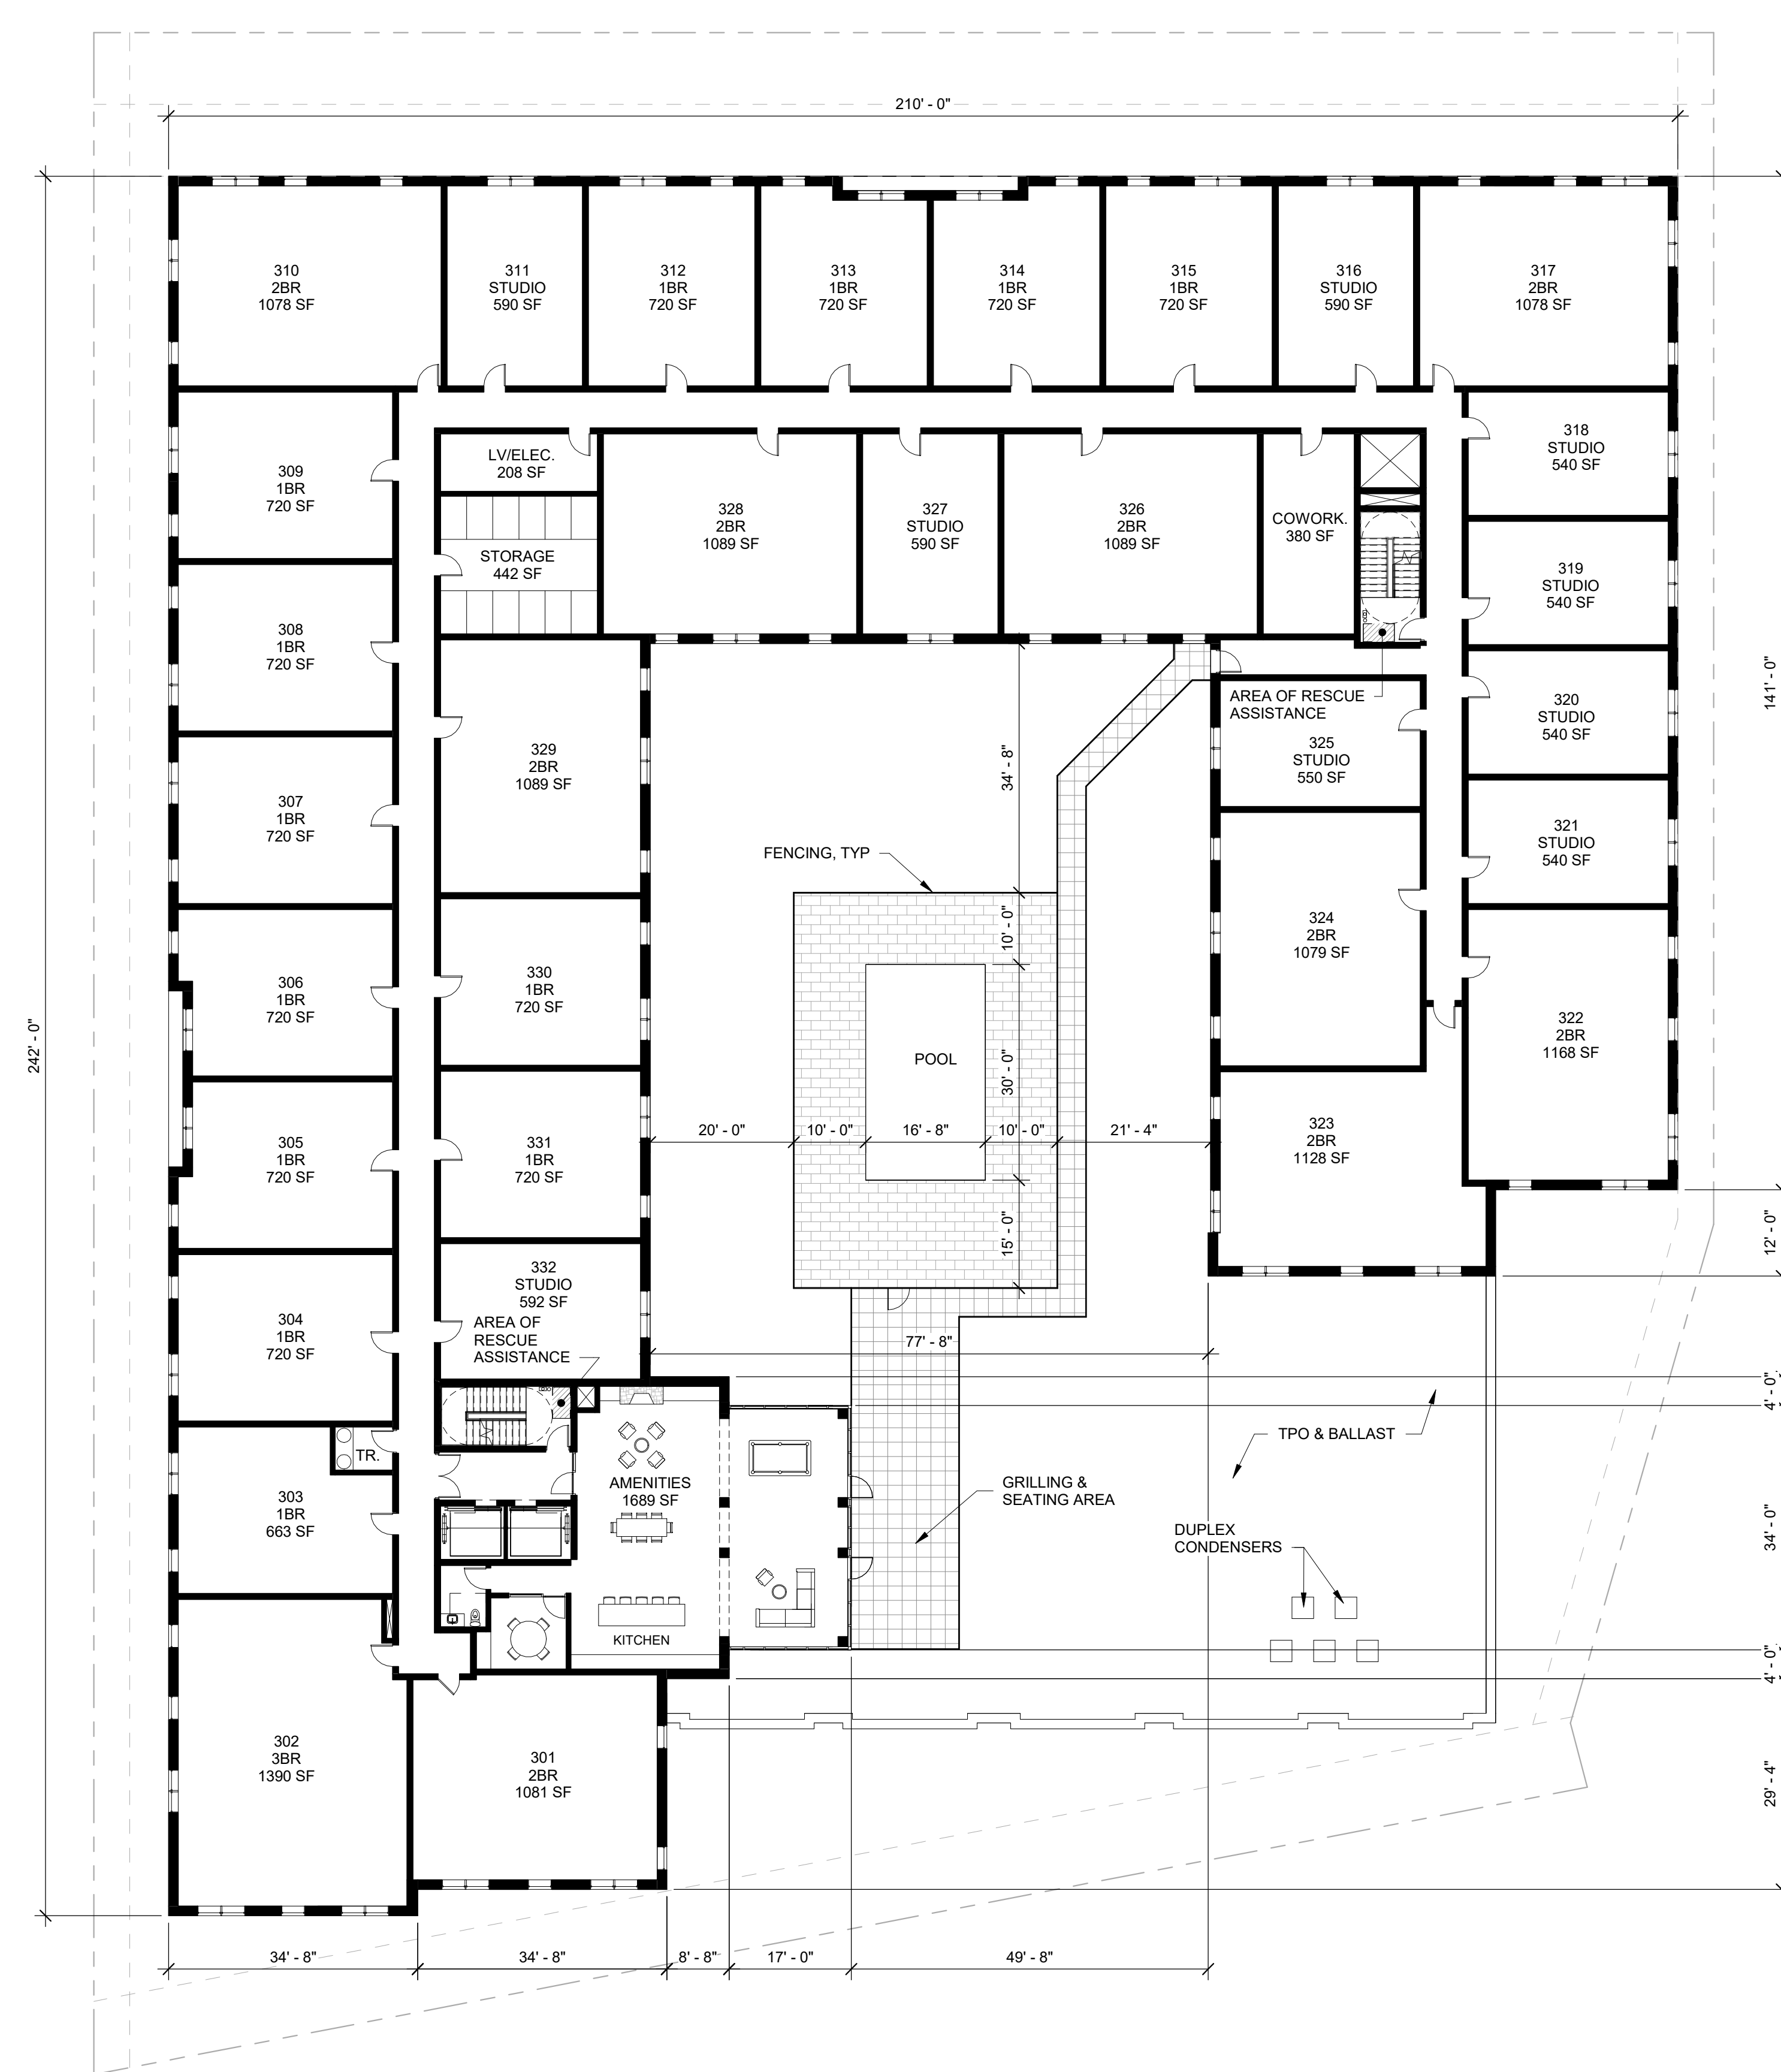 210' - 0"
310
2BR
1078 SF
311
STUDIO
590 SF
312
1BR
720 SF
313
1BR
720 SF
314
1BR
720 SF
315
1BR
720 SF
316
STUDIO
590 SF
317
2BR
1078 SF
309
1BR
720 SF
LV/ELEC.
208 SF
STORAGE
442 SF
328
2BR
1089 SF
327
STUDIO
590 SF
326
2BR
1089 SF
COWORK.
380 SF
318
STUDIO
540 SF
319
STUDIO
540 SF
308
1BR
720 SF
320
STUDIO
540 SF
AREA OF RESCUE
ASSISTANCE
325
STUDIO
550 SF
141' - 0"
307
1BR
720 SF
329
2BR
1089 SF
34' - 8"
321
STUDIO
540 SF
FENCING, TYP
10' - 0"
324
2BR
1079 SF
306
1BR
720 SF
330
1BR
720 SF
322
2BR
1168 SF
242' - 0"
POOL
30' - 0"
20' - 0"
10' - 0"
16' - 8"
10' - 0"
21' - 4"
305
1BR
720 SF
331
1BR
720 SF
323
2BR
1128 SF
15' - 0"
12' - 0"
332
STUDIO
592 SF
AREA OF
RESCUE
ASSISTANCE
304
1BR
720 SF
77' - 8"
4' - 0"
TPO & BALLAST
TR.
303
1BR
663 SF
AMENITIES
1689 SF
GRILLING &
SEATING AREA
DUPLEX
CONDENSERS
34' - 0"
KITCHEN
4' - 0"
302
3BR
1390 SF
301
2BR
1081 SF
29' - 4"
34' - 8"
34' - 8"
8' - 8"
17' - 0"
49' - 8"